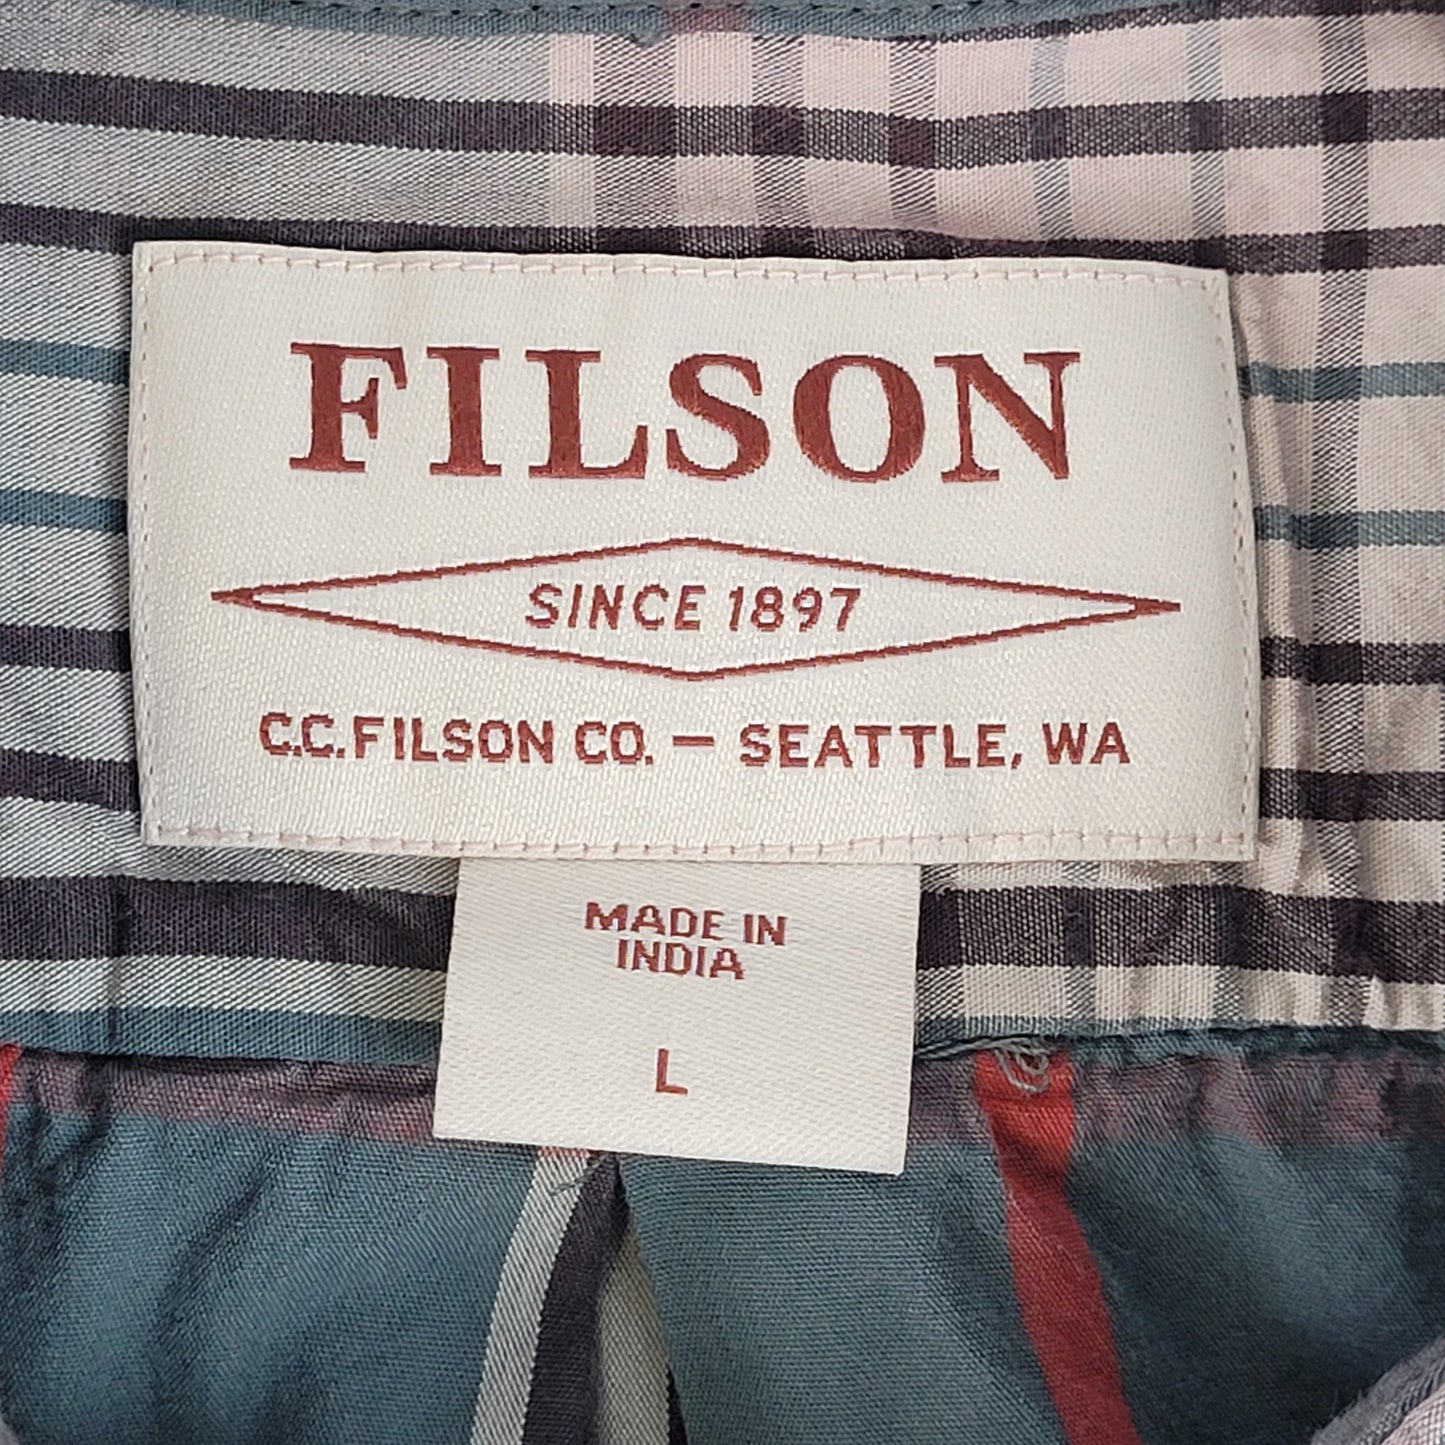 FILSON
SINCE 1897
C.C. FILSON CO. — SEATTLE, WA
MADE IN
INDIA
L